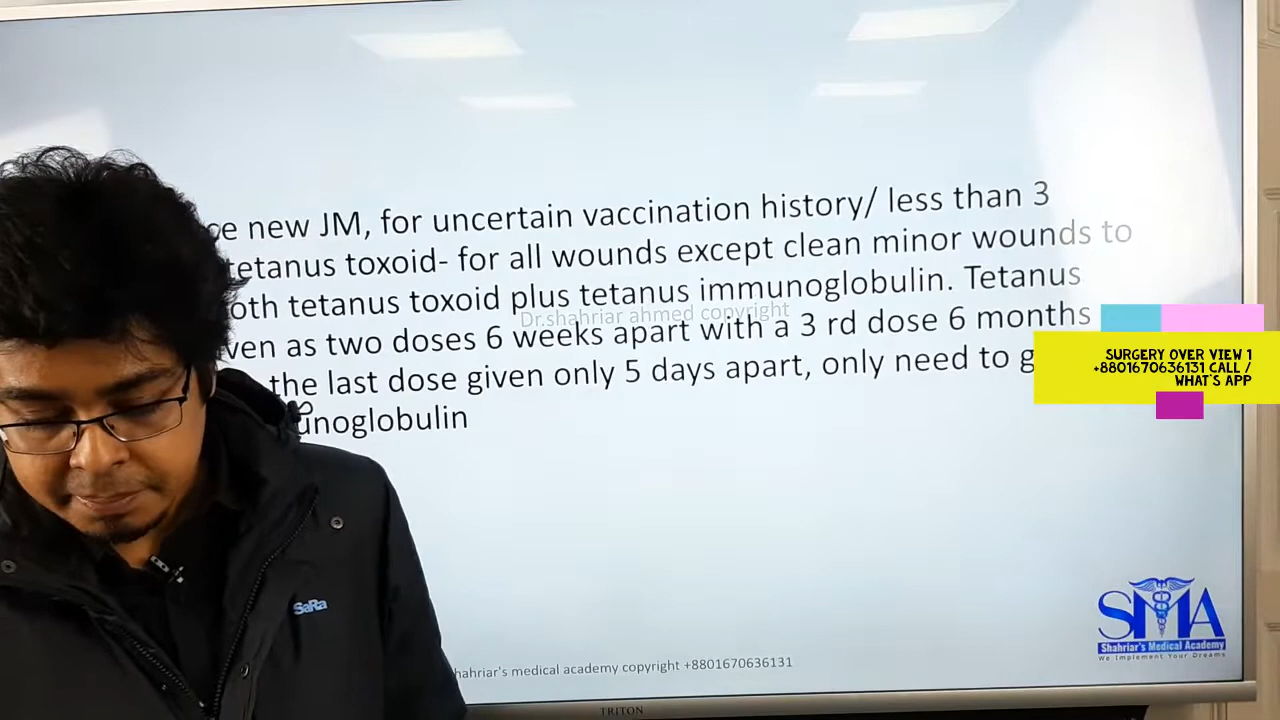 new JM, for uncertain vaccination history/ less than 3
tetanus toxoid- for all wounds except clean minor wounds to
tetanus toxoid plus tetanus immunoglobulin. Tetanus
as two doses 6 weeks apart with a 3 rd dose 6 months
the last dose given only 5 days apart, only need to
unoglobulin
Dr.shahriar ahmed copyright
SURGERY OVER VIEW 1
+8801670636131 CALL /
WHAT'S APP
SaRa
SMA
Shahriar's Medical Academy
We Implement Your Dreams
hahriar's medical academy copyright +8801670636131
TRITON